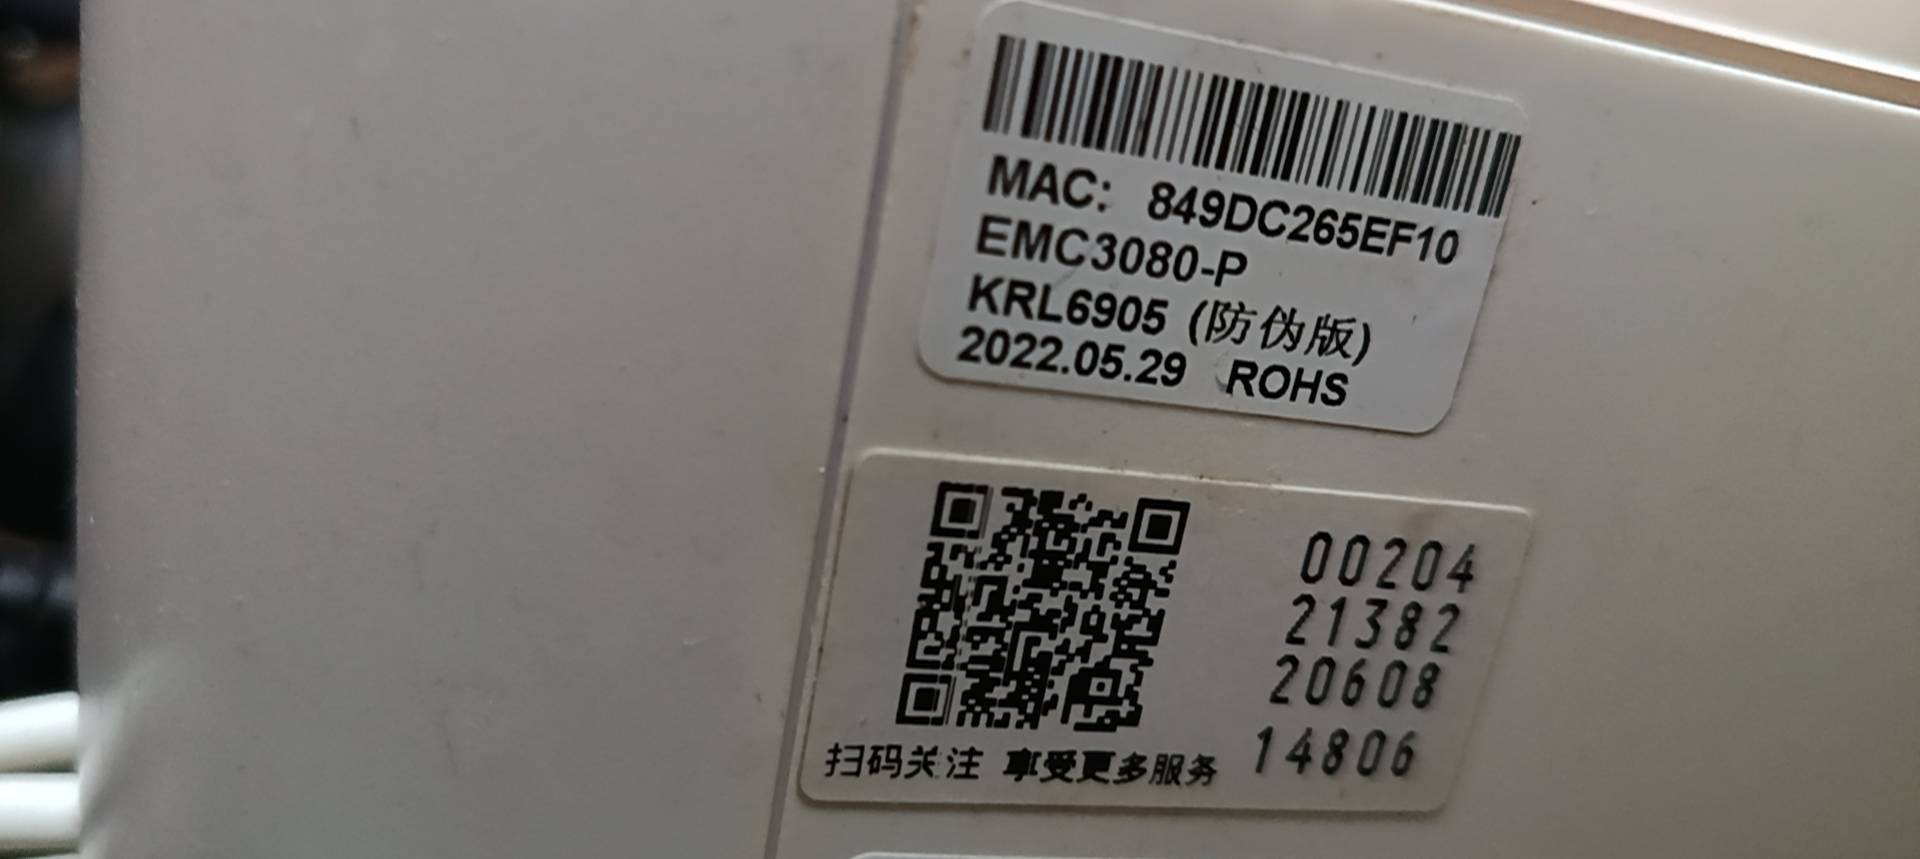 MAC: 849DC265EF10
EMC3080-P
KRL6905 (防伪版)
2022.05.29 ROHS
00204
21382
20608
14806
扫码关注 享受更多服务